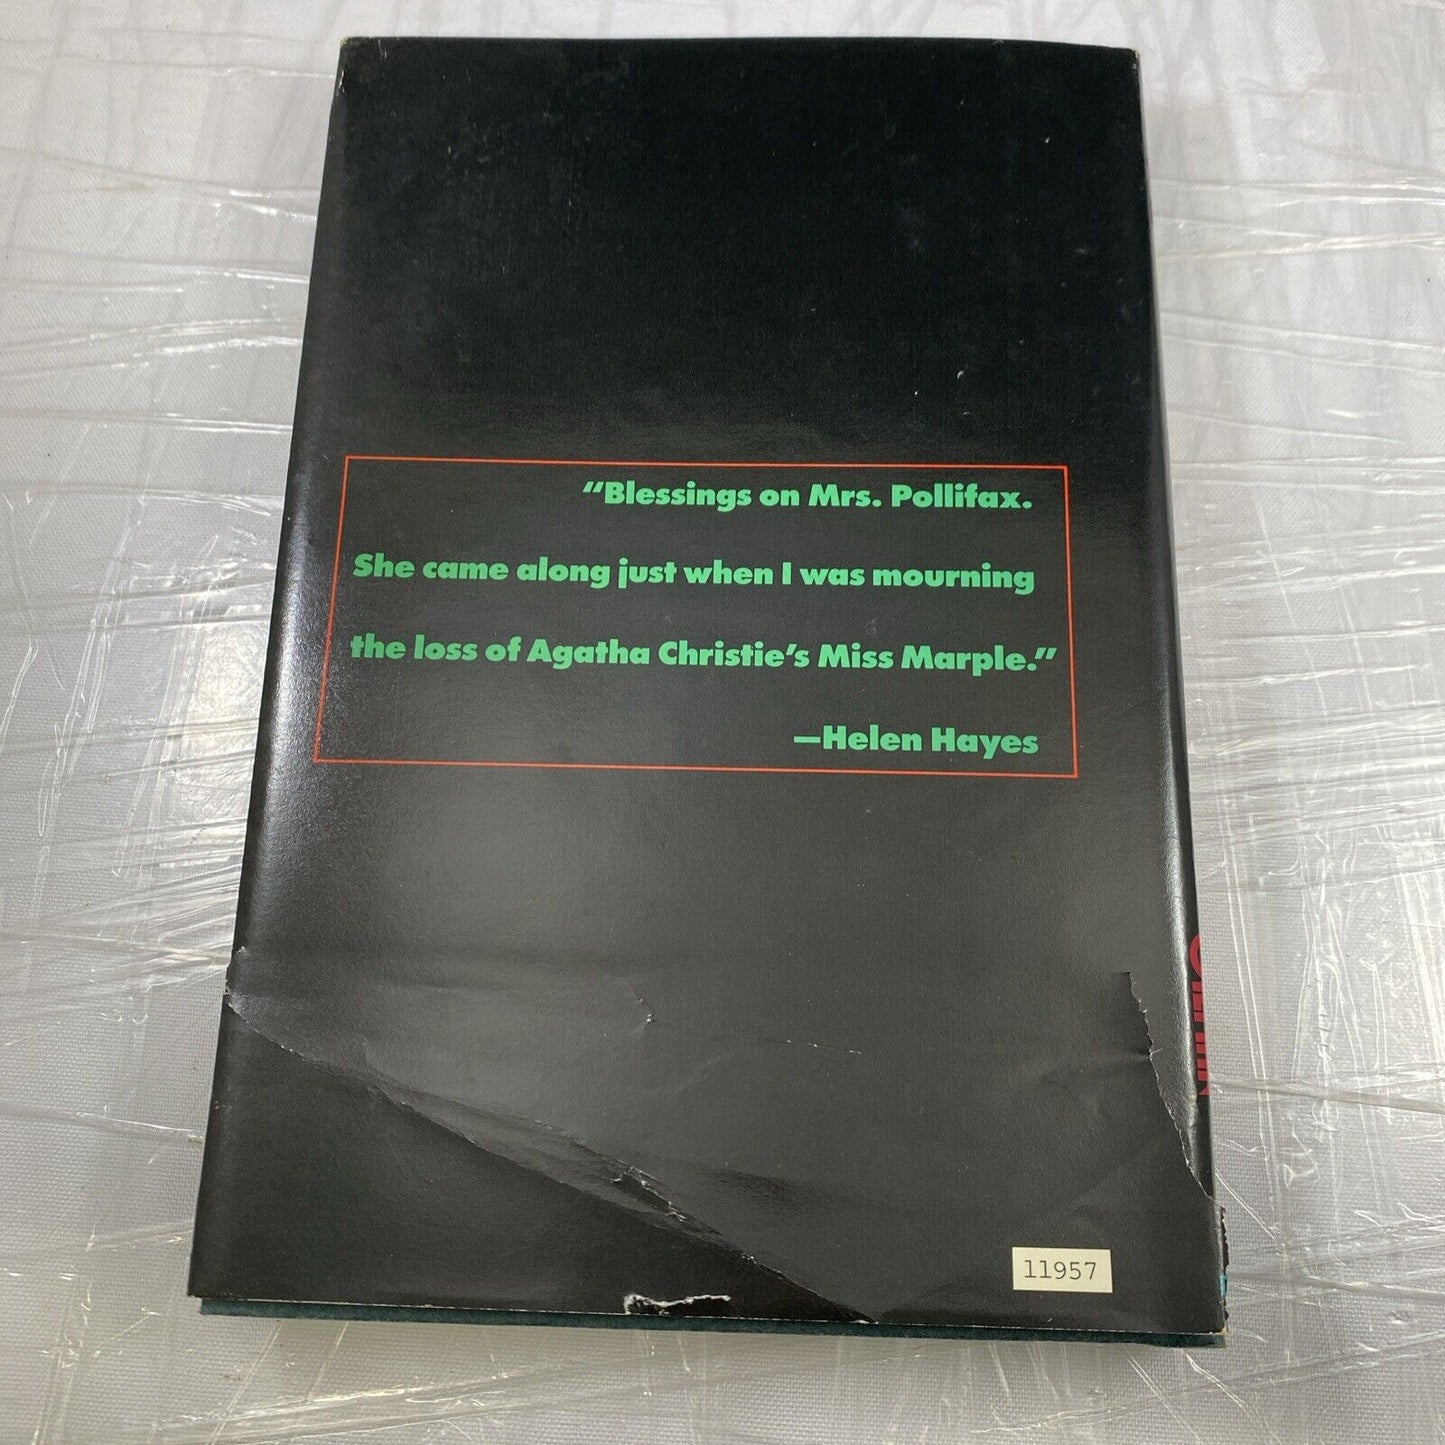 “Blessings on Mrs. Pollifax.
She came along just when I was mourning
the loss of Agatha Christie’s Miss Marple.”
—Helen Hayes
11957